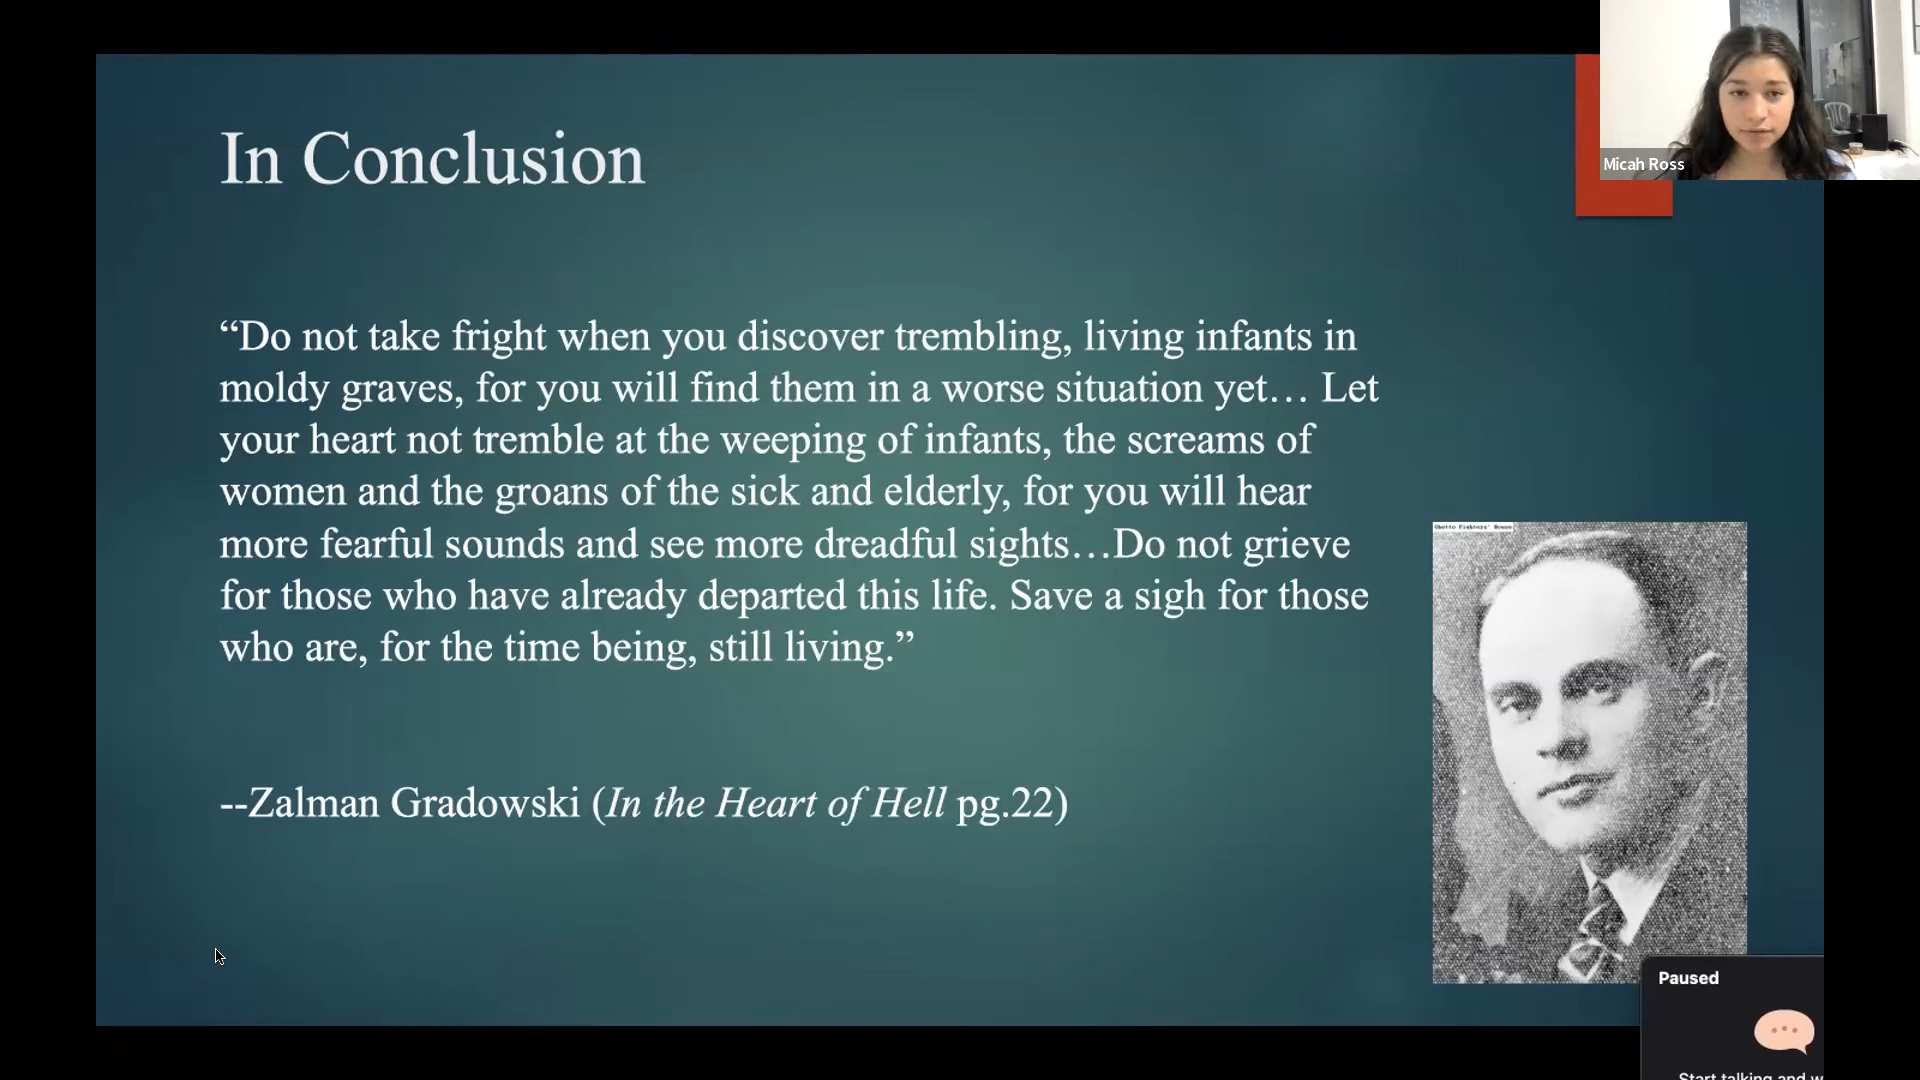 Micah Ross
In Conclusion
“Do not take fright when you discover trembling, living infants in
moldy graves, for you will find them in a worse situation yet… Let
your heart not tremble at the weeping of infants, the screams of
women and the groans of the sick and elderly, for you will hear
more fearful sounds and see more dreadful sights…Do not grieve
for those who have already departed this life. Save a sigh for those
who are, for the time being, still living.”
--Zalman Gradowski (In the Heart of Hell pg.22)
Ghetto Fighters' House
Paused
Start talking and w